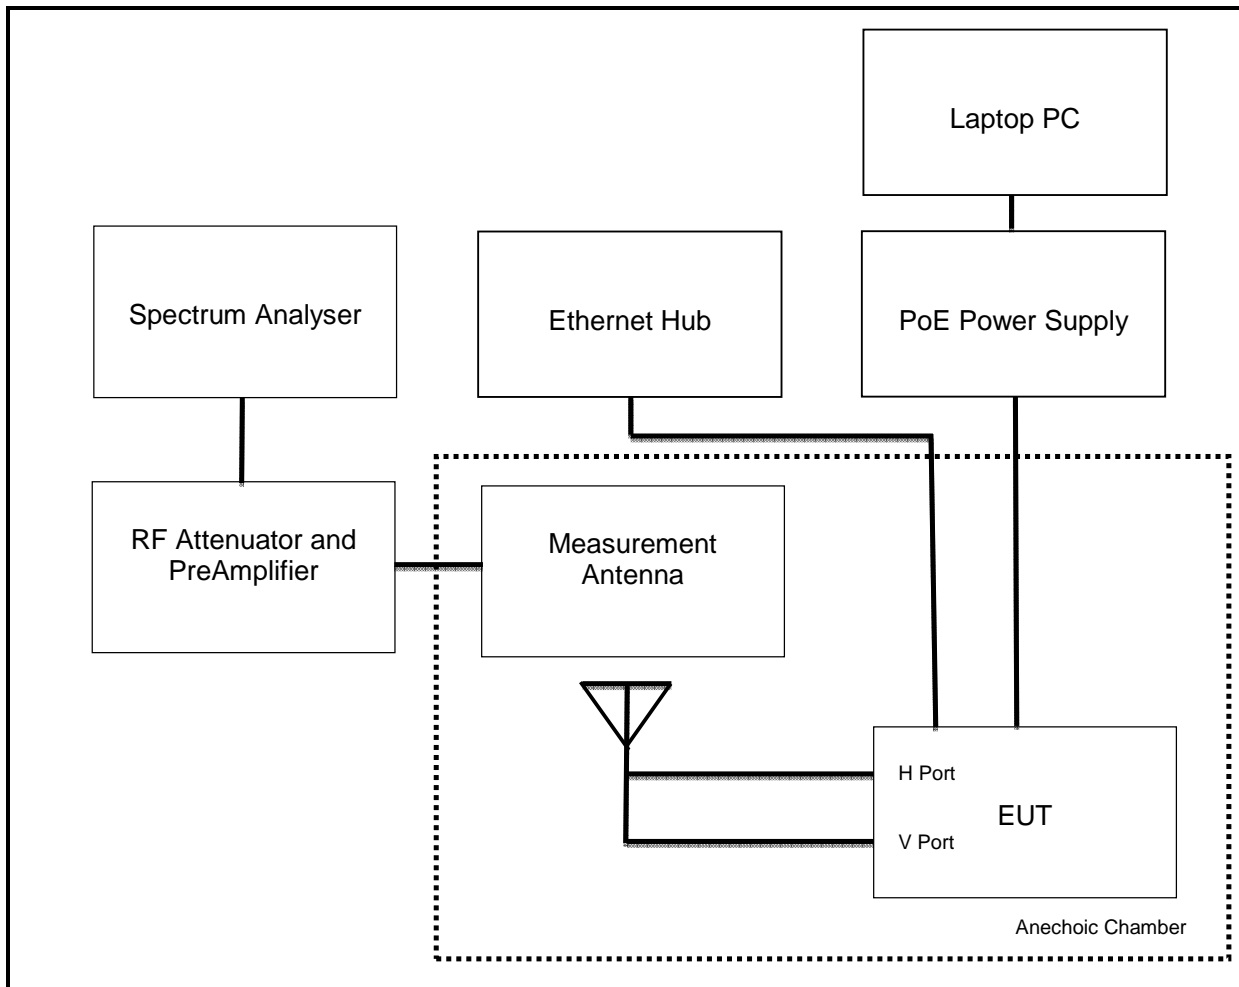 Laptop PC
Spectrum Analyser
Ethernet Hub
PoE Power Supply
RF Attenuator and
PreAmplifier
Measurement
Antenna
H Port
EUT
V Port
Anechoic Chamber